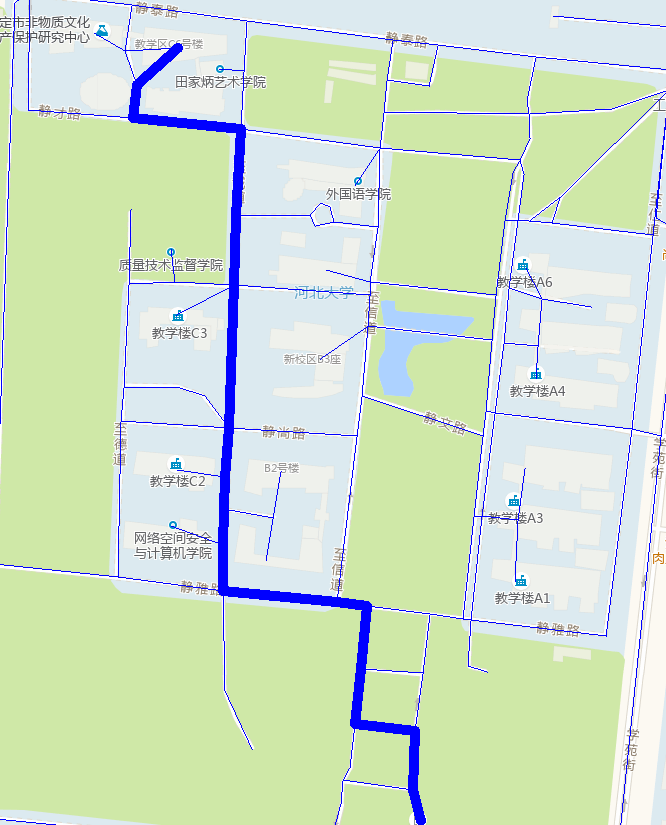 静泰路
定市非物质文化
产保护研究中心
教学区C6号楼
静泰路
田家炳艺术学院
静才路
外国语学院
至信道
质量技术监督学院
教学楼A6
河北大学
至信道
教学楼C3
新校区B3座
教学楼A4
静文路
静尚路
至德道
学苑街
B2号楼
教学楼C2
教学楼A3
网络空间安全
与计算机学院
至信道
肉
静雅路
教学楼A1
静雅路
学苑街